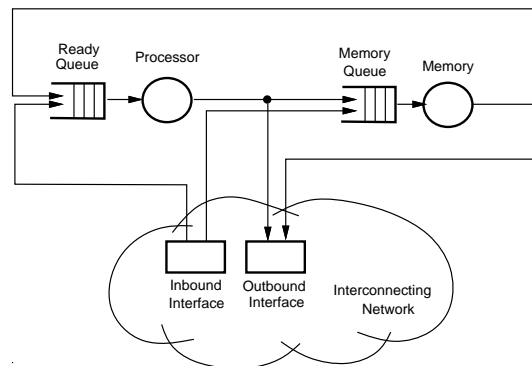 Ready
Queue
Processor
Memory
Queue
Memory
Inbound
Interface
Outbound
Interface
Interconnecting
Network